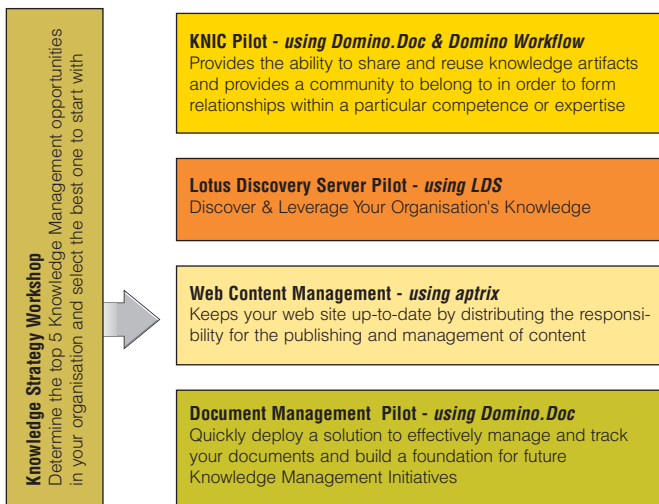 Knowledge Strategy Workshop
Determine the top 5 Knowledge Management opportunities
in your organisation and select the best one to start with
KNIC Pilot - using Domino.Doc & Domino Workflow
Provides the ability to share and reuse knowledge artifacts
and provides a community to belong to in order to form
relationships within a particular competence or expertise
Lotus Discovery Server Pilot - using LDS
Discover & Leverage Your Organisation's Knowledge
Web Content Management - using aptrix
Keeps your web site up-to-date by distributing the responsi-
bility for the publishing and management of content
Document Management Pilot - using Domino.Doc
Quickly deploy a solution to effectively manage and track
your documents and build a foundation for future
Knowledge Management Initiatives